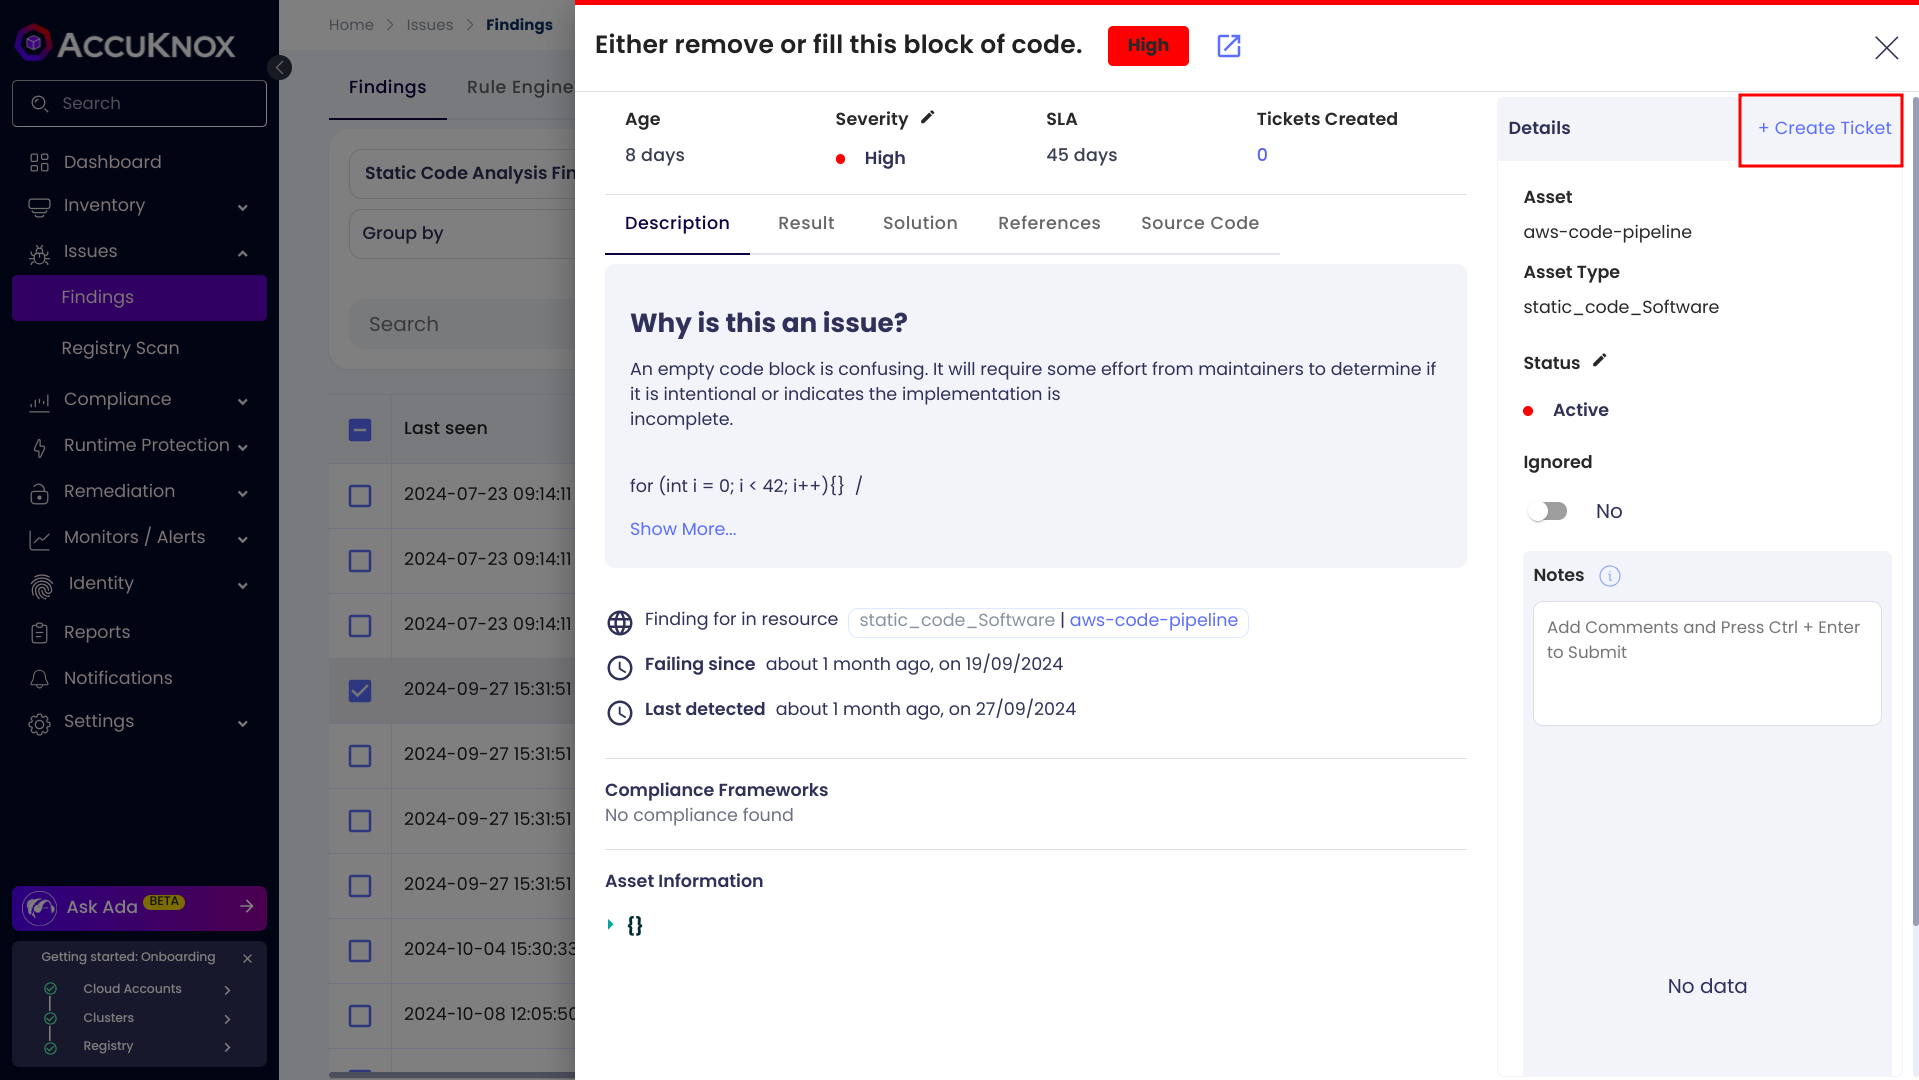 ACCUKNOX
Search
Dashboard
Inventory
Issues
Findings
Registry Scan
Compliance
Runtime Protection
Remediation
Monitors / Alerts
Identity
Reports
Notifications
Settings
Ask Ada BETA
Getting started: Onboarding
Cloud Accounts
Clusters
Registry
Home > Issues > Findings
Findings Rule Engine
Static Code Analysis Fin
Group by
Search
Last seen
2024-07-23 09:14:11
2024-07-23 09:14:11
2024-07-23 09:14:11
2024-09-27 15:31:51
2024-09-27 15:31:51
2024-09-27 15:31:51
2024-09-27 15:31:51
2024-10-04 15:30:33
2024-10-08 12:05:50
Either remove or fill this block of code. High
Age Severity SLA Tickets Created
8 days High 45 days 0
Description Result Solution References Source Code
Why is this an issue?
An empty code block is confusing. It will require some effort from maintainers to determine if
it is intentional or indicates the implementation is
incomplete.
for (int i = 0; i < 42; i++){} /
Show More...
Finding for in resource static_code_Software | aws-code-pipeline
Failing since about 1 month ago, on 19/09/2024
Last detected about 1 month ago, on 27/09/2024
Compliance Frameworks
No compliance found
Asset Information
{}
Details + Create Ticket
Asset
aws-code-pipeline
Asset Type
static_code_Software
Status
Active
Ignored
No
Notes
Add Comments and Press Ctrl + Enter
to Submit
No data